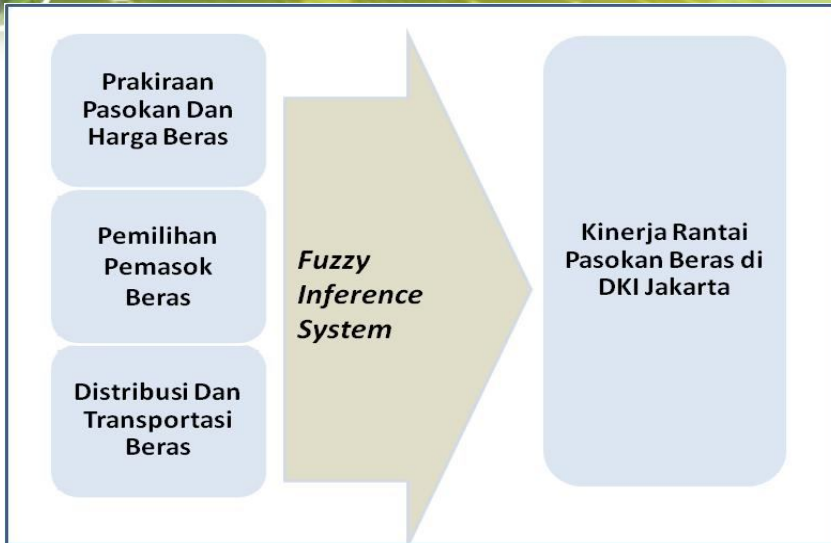 Prakiraan
Pasokan Dan
Harga Beras
Pemilihan
Pemasok
Beras
Distribusi Dan
Transportasi
Beras
Fuzzy
Inference
System
Kinerja Rantai
Pasokan Beras di
DKI Jakarta